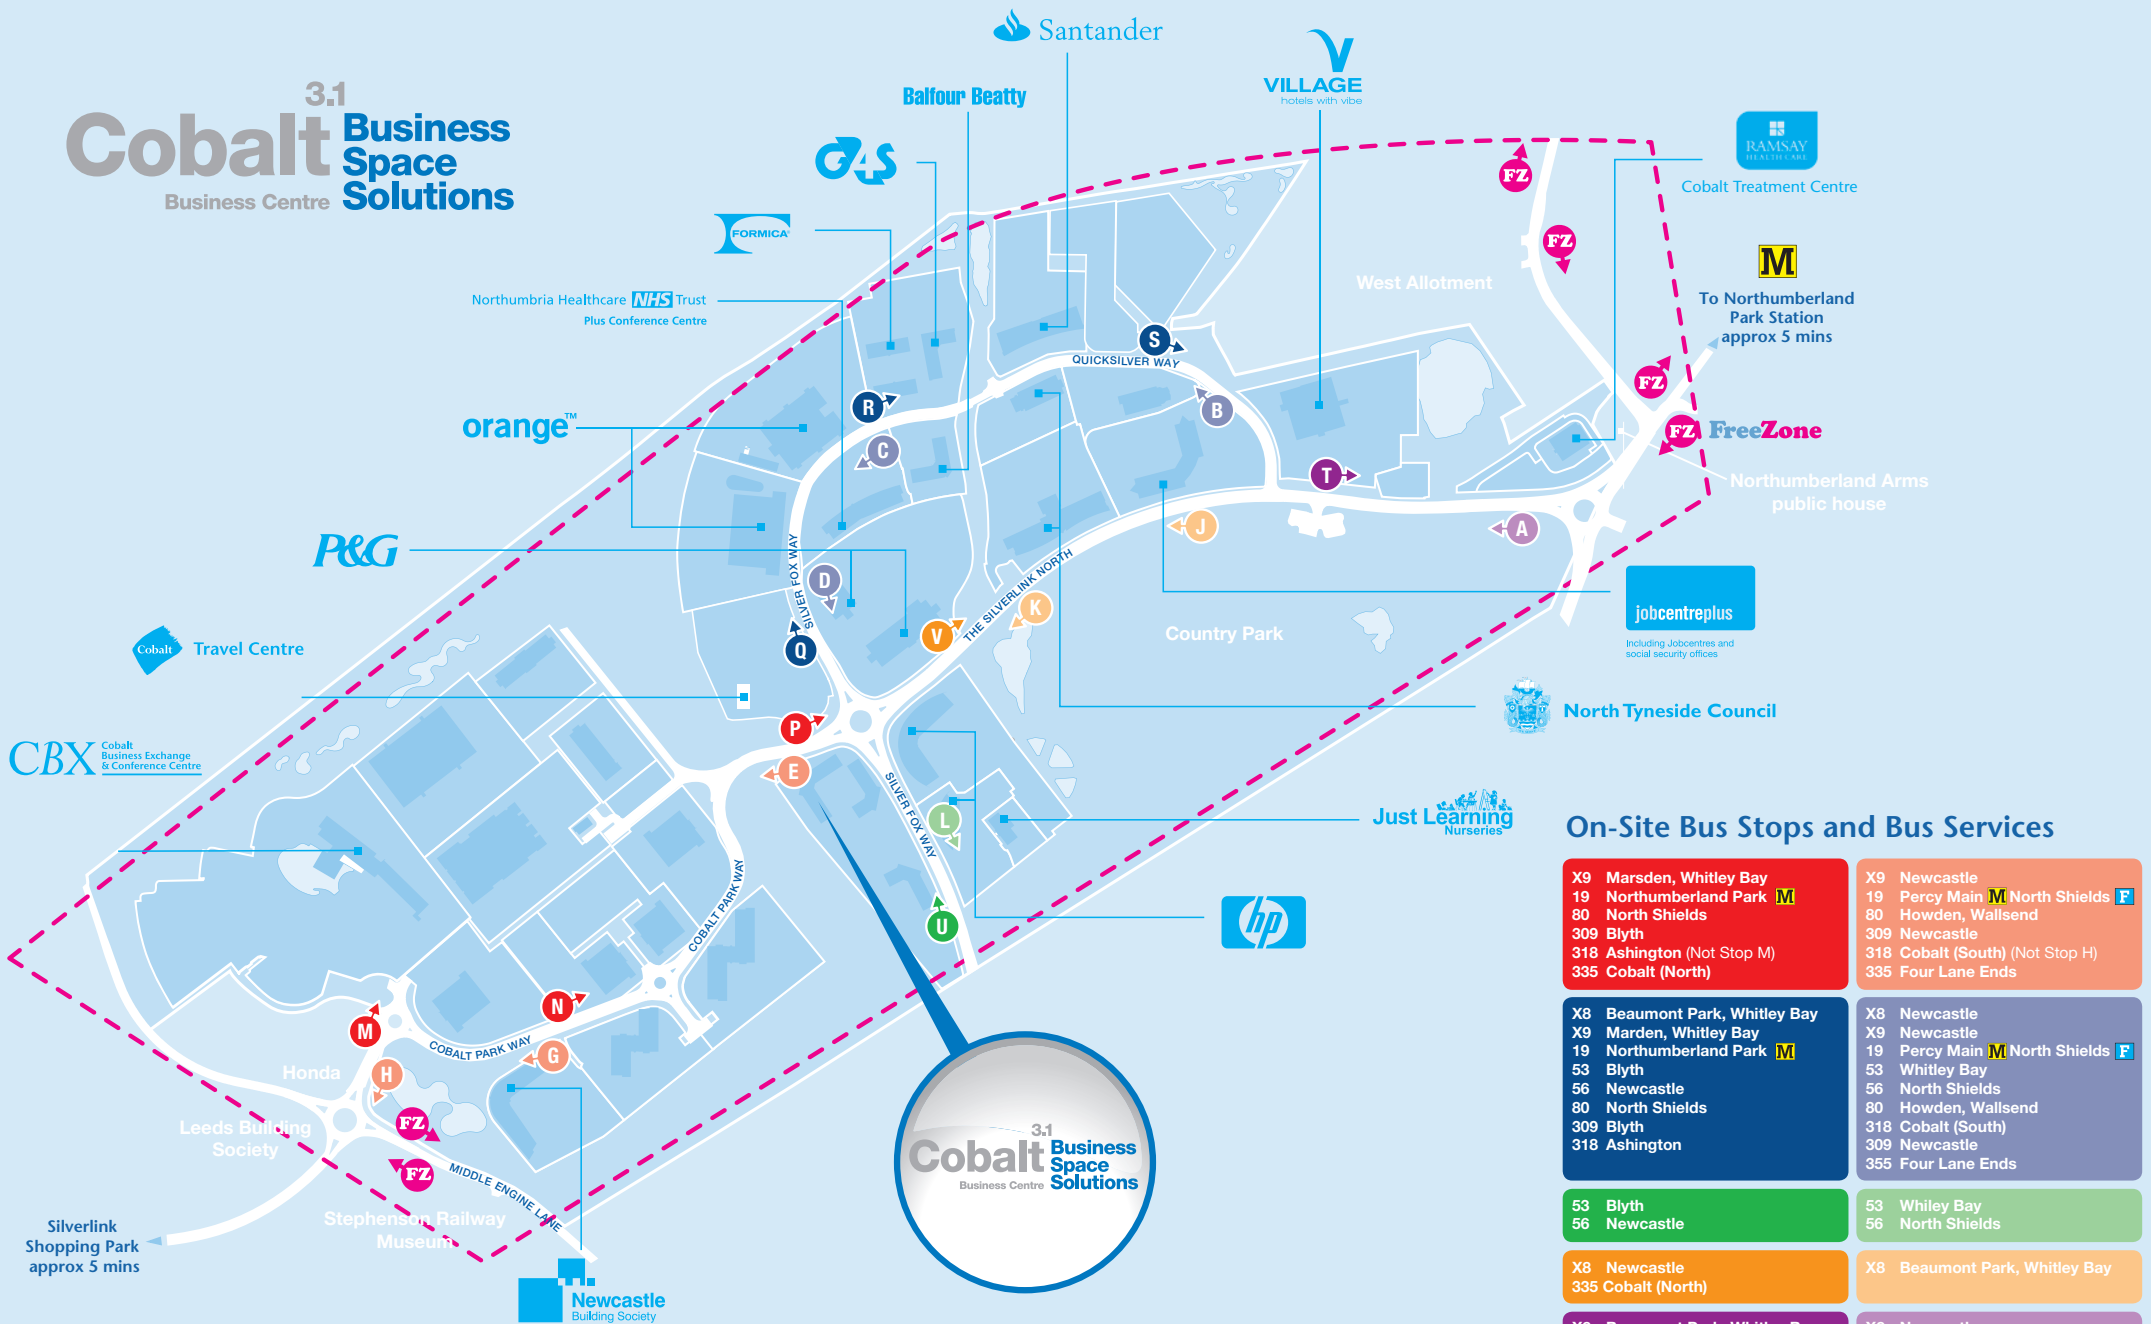 3.1
Cobalt Business
Space
Business Centre Solutions
Santander
Balfour Beatty
VILLAGE
hotels with vibe
G4S
FORMICA
RAMSAY
HEALTH CARE
Cobalt Treatment Centre
Northumbria Healthcare NHS Trust
Plus Conference Centre
West Allotment
M
To Northumberland
Park Station
approx 5 mins
FZ
FZ
FZ
FZ FreeZone
Northumberland Arms
public house
orange™
P&G
Cobalt Travel Centre
CBX Cobalt
Business Exchange
& Conference Centre
QUICKSILVER WAY
SILVER FOX WAY
THE SILVERLINK NORTH
SILVER FOX WAY
COBALT PARK WAY
COBALT PARK WAY
MIDDLE ENGINE LANE
S
R
B
C
T
J
A
D
K
V
Q
P
E
L
U
N
M
G
H
FZ
FZ
Country Park
jobcentreplus
Including Jobcentres and
social security offices
North Tyneside Council
Just Learning
Nurseries
hp
Honda
Leeds Building
Society
Stephenson Railway
Museum
Silverlink
Shopping Park
approx 5 mins
Newcastle
Building Society
3.1
Cobalt Business
Space
Business Centre Solutions
On-Site Bus Stops and Bus Services
X9 Marsden, Whitley Bay
19 Northumberland Park M
80 North Shields
309 Blyth
318 Ashington (Not Stop M)
335 Cobalt (North)
X9 Newcastle
19 Percy Main M North Shields F
80 Howden, Wallsend
309 Newcastle
318 Cobalt (South) (Not Stop H)
335 Four Lane Ends
X8 Beaumont Park, Whitley Bay
X9 Marden, Whitley Bay
19 Northumberland Park M
53 Blyth
56 Newcastle
80 North Shields
309 Blyth
318 Ashington
X8 Newcastle
X9 Newcastle
19 Percy Main M North Shields F
53 Whitley Bay
56 North Shields
80 Howden, Wallsend
318 Cobalt (South)
309 Newcastle
355 Four Lane Ends
53 Blyth
56 Newcastle
53 Whiley Bay
56 North Shields
X8 Newcastle
335 Cobalt (North)
X8 Beaumont Park, Whitley Bay